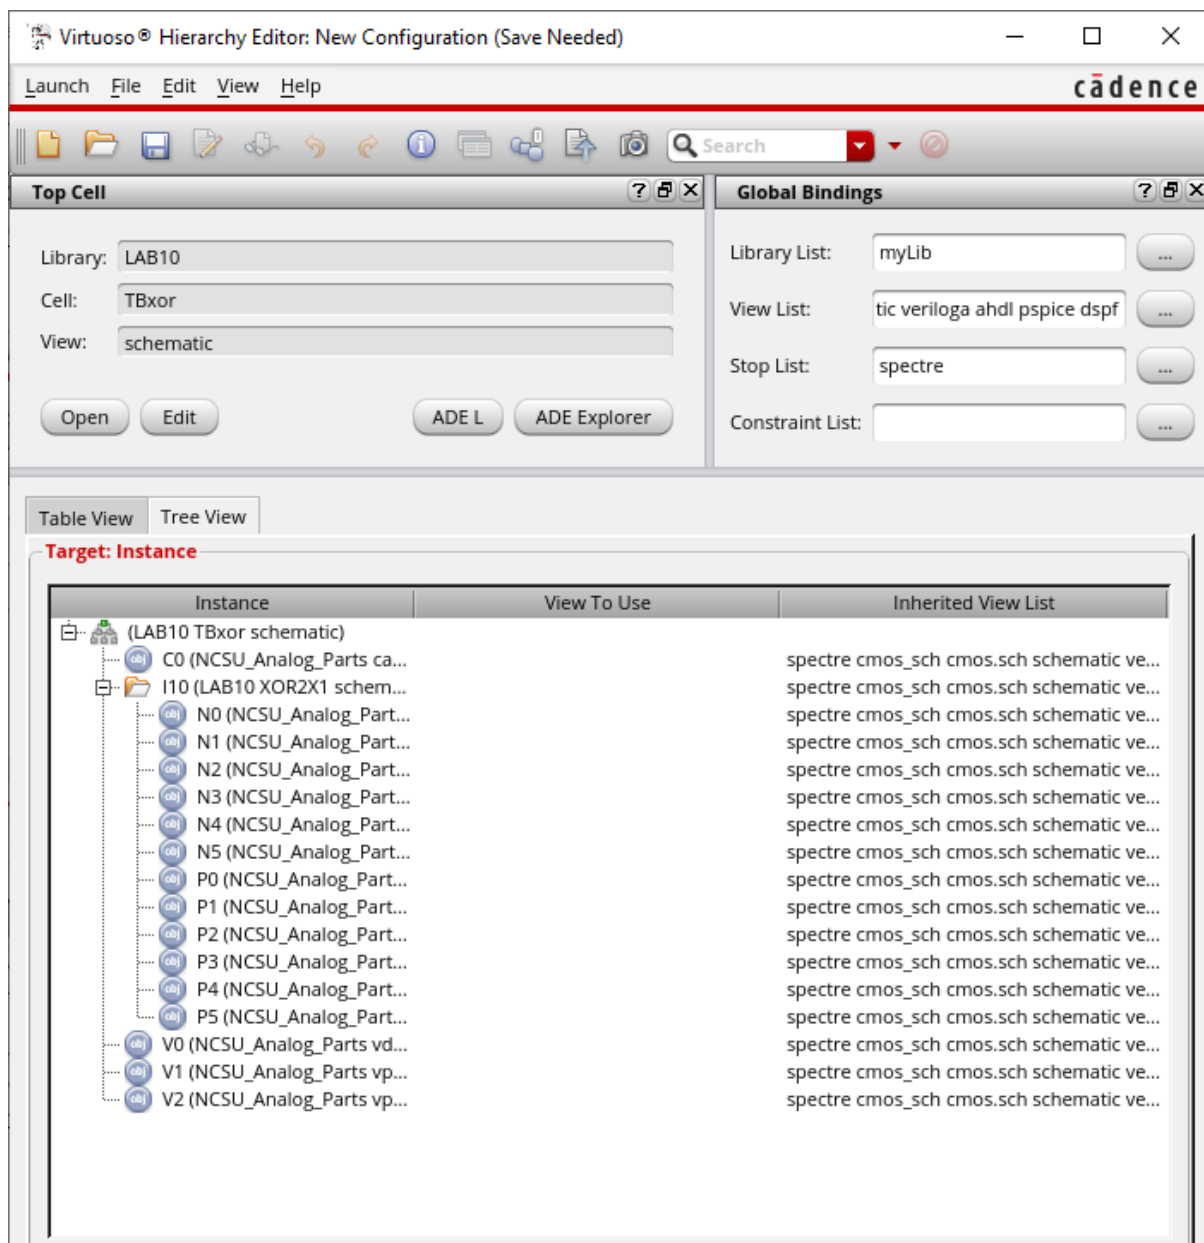 Virtuoso® Hierarchy Editor: New Configuration (Save Needed)
Launch File Edit View Help
cādence
Search
Top Cell
Library: LAB10
Cell: TBxor
View: schematic
Open Edit ADE L ADE Explorer
Global Bindings
Library List: myLib ...
View List: tic veriloga ahdl pspice dspf ...
Stop List: spectre ...
Constraint List: ...
Table View Tree View
Target: Instance
Instance View To Use Inherited View List
(LAB10 TBxor schematic)
C0 (NCSU_Analog_Parts ca... spectre cmos_sch cmos.sch schematic ve...
I10 (LAB10 XOR2X1 schem... spectre cmos_sch cmos.sch schematic ve...
N0 (NCSU_Analog_Part... spectre cmos_sch cmos.sch schematic ve...
N1 (NCSU_Analog_Part... spectre cmos_sch cmos.sch schematic ve...
N2 (NCSU_Analog_Part... spectre cmos_sch cmos.sch schematic ve...
N3 (NCSU_Analog_Part... spectre cmos_sch cmos.sch schematic ve...
N4 (NCSU_Analog_Part... spectre cmos_sch cmos.sch schematic ve...
N5 (NCSU_Analog_Part... spectre cmos_sch cmos.sch schematic ve...
P0 (NCSU_Analog_Part... spectre cmos_sch cmos.sch schematic ve...
P1 (NCSU_Analog_Part... spectre cmos_sch cmos.sch schematic ve...
P2 (NCSU_Analog_Part... spectre cmos_sch cmos.sch schematic ve...
P3 (NCSU_Analog_Part... spectre cmos_sch cmos.sch schematic ve...
P4 (NCSU_Analog_Part... spectre cmos_sch cmos.sch schematic ve...
P5 (NCSU_Analog_Part... spectre cmos_sch cmos.sch schematic ve...
V0 (NCSU_Analog_Parts vd... spectre cmos_sch cmos.sch schematic ve...
V1 (NCSU_Analog_Parts vp... spectre cmos_sch cmos.sch schematic ve...
V2 (NCSU_Analog_Parts vp... spectre cmos_sch cmos.sch schematic ve...